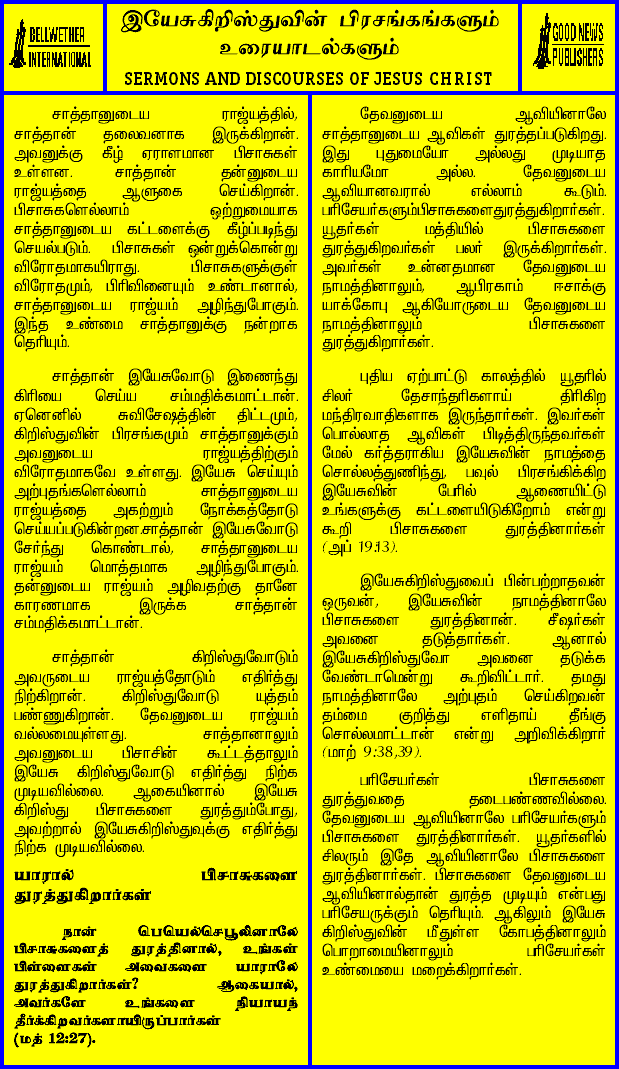 BELLWETHER
INTERNATIONAL
இயேசுகிறிஸ்துவின் பிரசங்கங்களும்
உரையாடல்களும்
SERMONS AND DISCOURSES OF JESUS CHRIST
GOOD NEWS
PUBLISHERS
சாத்தானுடைய ராஜ்யத்தில்,
சாத்தான் தலைவனாக இருக்கிறான்.
அவனுக்கு கீழ் ஏராளமான பிசாசுகள்
உள்ளன. சாத்தான் தன்னுடைய
ராஜ்யத்தை ஆளுகை செய்கிறான்.
பிசாசுகளெல்லாம் ஒற்றுமையாக
சாத்தானுடைய கட்டளைக்கு கீழ்ப்படிந்து
செயல்படும். பிசாசுகள் ஒன்றுக்கொன்று
விரோதமாகயிராது. பிசாசுகளுக்குள்
விரோதமும், பிரிவினையும் உண்டானால்,
சாத்தானுடைய ராஜ்யம் அழிந்துபோகும்.
இந்த உண்மை சாத்தானுக்கு நன்றாக
தெரியும்.
சாத்தான் இயேசுவோடு இணைந்து
கிரியை செய்ய சம்மதிக்கமாட்டான்.
ஏனெனில் சுவிசேஷத்தின் திட்டமும்,
கிறிஸ்துவின் பிரசங்கமும் சாத்தானுக்கும்
அவனுடைய ராஜ்யத்திற்கும்
விரோதமாகவே உள்ளது. இயேசு செய்யும்
அற்புதங்களெல்லாம் சாத்தானுடைய
ராஜ்யத்தை அகற்றும் நோக்கத்தோடு
செய்யப்படுகின்றன.சாத்தான் இயேசுவோடு
சேர்ந்து கொண்டால், சாத்தானுடைய
ராஜ்யம் மொத்தமாக அழிந்துபோகும்.
தன்னுடைய ராஜ்யம் அழிவதற்கு தானே
காரணமாக இருக்க சாத்தான்
சம்மதிக்கமாட்டான்.
சாத்தான் கிறிஸ்துவோடும்
அவருடைய ராஜ்யத்தோடும் எதிர்த்து
நிற்கிறான். கிறிஸ்துவோடு யுத்தம்
பண்ணுகிறான். தேவனுடைய ராஜ்யம்
வல்லமையுள்ளது. சாத்தானாலும்
அவனுடைய பிசாசின் கூட்டத்தாலும்
இயேசு கிறிஸ்துவோடு எதிர்த்து நிற்க
முடியவில்லை. ஆகையினால் இயேசு
கிறிஸ்து பிசாசுகளை துரத்தும்போது,
அவற்றால் இயேசுகிறிஸ்துவுக்கு எதிர்த்து
நிற்க முடியவில்லை.
யாரால் பிசாசுகளை
துரத்துகிறார்கள்
நான் பெயெல்செபூலினாலே
பிசாசுகளைத் துரத்தினால், உங்கள்
பிள்ளைகள் அவைகளை யாராலே
துரத்துகிறார்கள்? ஆகையால்,
அவர்களே உங்களை நியாயந்
தீர்க்கிறவர்களாயிருப்பார்கள்
(மத் 12:27).
தேவனுடைய ஆவியினாலே
சாத்தானுடைய ஆவிகள் துரத்தப்படுகிறது.
இது புதுமையோ அல்லது முடியாத
காரியமோ அல்ல. தேவனுடைய
ஆவியானவரால் எல்லாம் கூடும்.
பரிசேயர்களும்பிசாசுகளைதுரத்துகிறார்கள்.
யூதர்கள் மத்தியில் பிசாசுகளை
துரத்துகிறவர்கள் பலர் இருக்கிறார்கள்.
அவர்கள் உன்னதமான தேவனுடைய
நாமத்தினாலும், ஆபிரகாம் ஈசாக்கு
யாக்கோபு ஆகியோருடைய தேவனுடைய
நாமத்தினாலும் பிசாசுகளை
துரத்துகிறார்கள்.
புதிய ஏற்பாட்டு காலத்தில் யூதரில்
சிலர் தேசாந்தரிகளாய் திரிகிற
மந்திரவாதிகளாக இருந்தார்கள். இவர்கள்
பொல்லாத ஆவிகள் பிடித்திருந்தவர்கள்
மேல் கர்த்தராகிய இயேசுவின் நாமத்தை
சொல்லத்துணிந்து, பவுல் பிரசங்கிக்கிற
இயேசுவின் பேரில் ஆணையிட்டு
உங்களுக்கு கட்டளையிடுகிறோம் என்று
கூறி பிசாசுகளை துரத்தினார்கள்
(அப் 19:13).
இயேசுகிறிஸ்துவைப் பின்பற்றாதவன்
ஒருவன், இயேசுவின் நாமத்தினாலே
பிசாசுகளை துரத்தினான். சீஷர்கள்
அவனை தடுத்தார்கள். ஆனால்
இயேசுகிறிஸ்துவோ அவனை தடுக்க
வேண்டாமென்று கூறிவிட்டார். தமது
நாமத்தினாலே அற்புதம் செய்கிறவன்
தம்மை குறித்து எளிதாய் தீங்கு
சொல்லமாட்டான் என்று அறிவிக்கிறார்
(மாற் 9:38,39).
பரிசேயர்கள் பிசாசுகளை
துரத்துவதை தடைபண்ணவில்லை.
தேவனுடைய ஆவியினாலே பரிசேயர்களும்
பிசாசுகளை துரத்தினார்கள். யூதர்களில்
சிலரும் இதே ஆவியினாலே பிசாசுகளை
துரத்தினார்கள். பிசாசுகளை தேவனுடைய
ஆவியினால்தான் துரத்த முடியும் என்பது
பரிசேயருக்கும் தெரியும். ஆகிலும் இயேசு
கிறிஸ்துவின் மீதுள்ள கோபத்தினாலும்
பொறாமையினாலும் பரிசேயர்கள்
உண்மையை மறைக்கிறார்கள்.